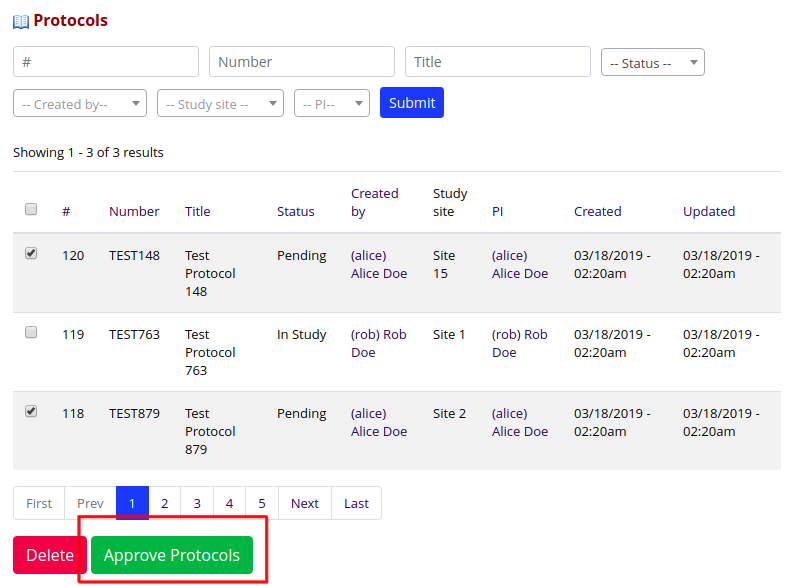 Protocols
# Number Title -- Status --
-- Created by-- -- Study site -- -- PI-- Submit
Showing 1 - 3 of 3 results
# Number Title Status Created by Study site PI Created Updated
120 TEST148 Test Protocol 148 Pending (alice) Alice Doe Site 15 (alice) Alice Doe 03/18/2019 - 02:20am 03/18/2019 - 02:20am
119 TEST763 Test Protocol 763 In Study (rob) Rob Doe Site 1 (rob) Rob Doe 03/18/2019 - 02:20am 03/18/2019 - 02:20am
118 TEST879 Test Protocol 879 Pending (alice) Alice Doe Site 2 (alice) Alice Doe 03/18/2019 - 02:20am 03/18/2019 - 02:20am
First Prev 1 2 3 4 5 Next Last
Delete Approve Protocols